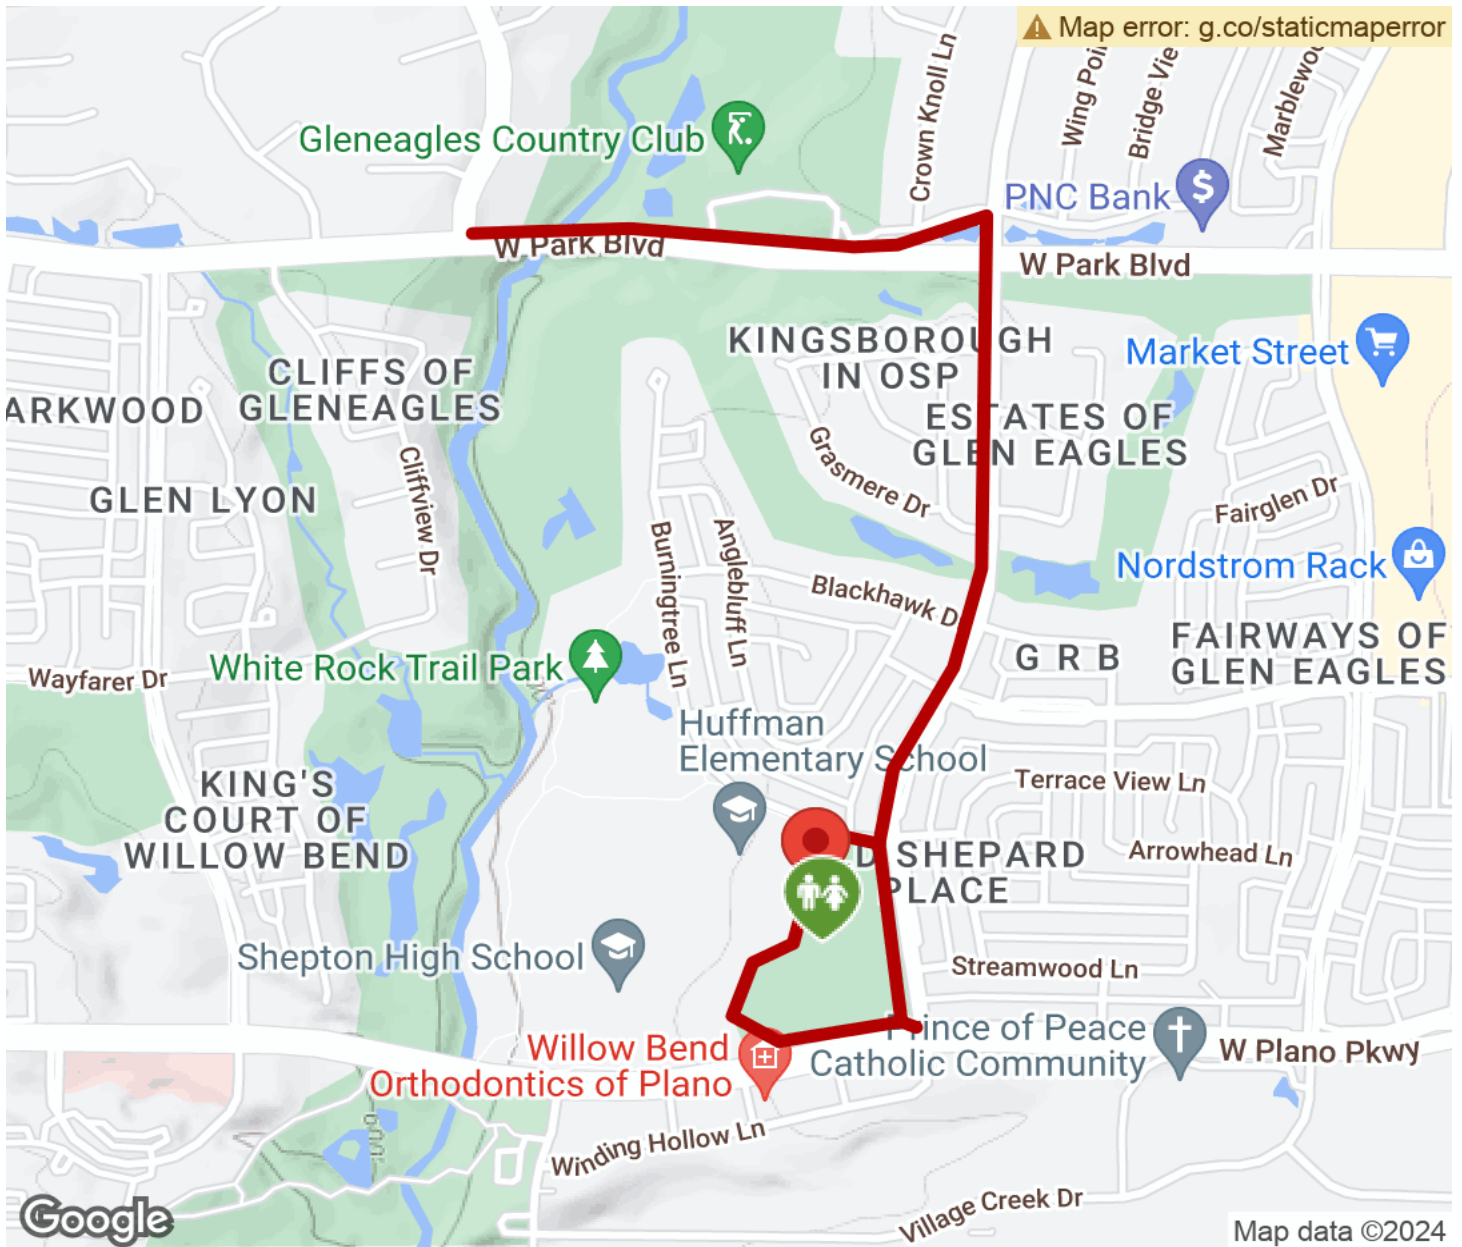 Map error: g.co/staticmaperror
Crown Knoll Ln
Bridge Vie
Gleneagles Country Club
PNC Bank
W Park Blvd
W Park Blvd
KINGSBOROUGH
IN OSP
Market Street
CLIFFS OF
GLENEAGLES
ARKWOOD
ESTATES OF
GLEN EAGLES
Grasmere Dr
Cliffview Dr
GLEN LYON
Fairglen Dr
Burningtree Ln
Anglebluff Ln
Nordstrom Rack
Blackhawk D
FAIRWAYS OF
GLEN EAGLES
G R B
White Rock Trail Park
Wayfarer Dr
Huffman
Elementary School
KING'S
COURT OF
WILLOW BEND
Terrace View Ln
Arrowhead Ln
D SHEPARD
PLACE
Shepton High School
Streamwood Ln
Prince of Peace
Catholic Community
W Plano Pkwy
Willow Bend
Orthodontics of Plano
Winding Hollow Ln
Village Creek Dr
Google
Map data ©2024